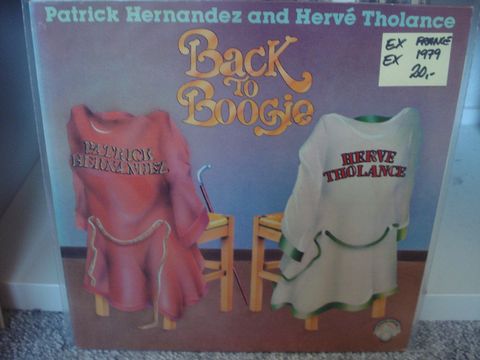 Patrick Hernandez and Hervé Tholance
EX FRANCE
EX 1979
20,-
BACK
TO
BOOGIE
PATRICK
HERNANDEZ
HERVE
THOLANCE